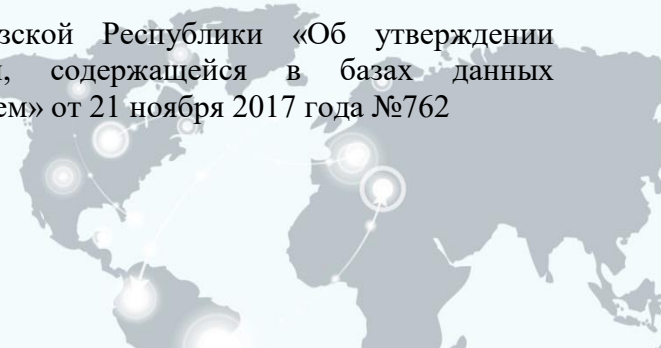 зской Республики «Об утверждении
, содержащейся в базах данных
ем» от 21 ноября 2017 года №762